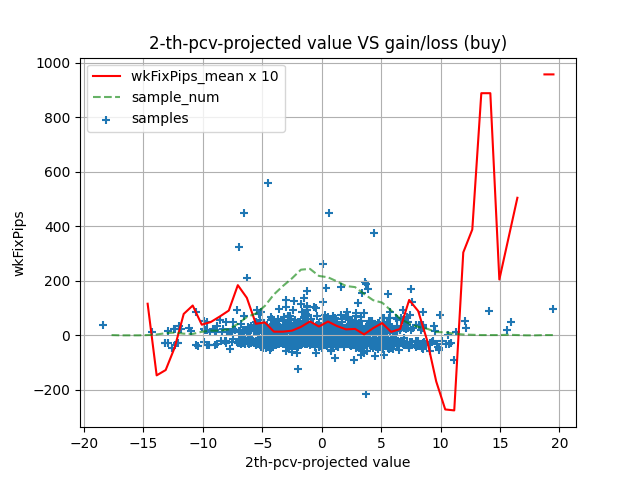 2-th-pcv-projected value VS gain/loss (buy)
wkFixPips_mean x 10
sample_num
samples
1000
800
600
400
200
0
−200
wkFixPips
−20 −15 −10 −5 0 5 10 15 20
2th-pcv-projected value